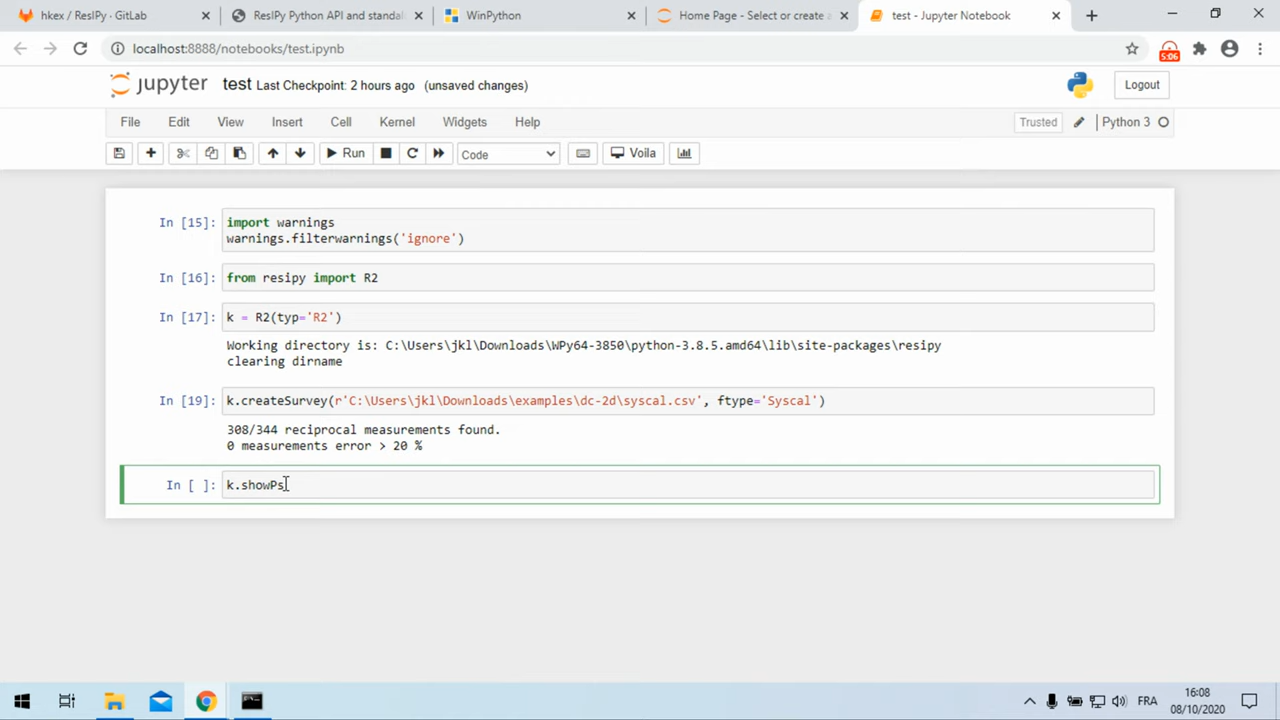 hkex / ResIPy · GitLab
ResIPy Python API and standal
WinPython
Home Page - Select or create a
test - Jupyter Notebook
localhost:8888/notebooks/test.ipynb
5:06
jupyter test Last Checkpoint: 2 hours ago (unsaved changes)
Logout
File Edit View Insert Cell Kernel Widgets Help
Trusted Python 3
Run Code Voila
In [15]: import warnings
warnings.filterwarnings('ignore')
In [16]: from resipy import R2
In [17]: k = R2(typ='R2')
Working directory is: C:\Users\jkl\Downloads\WPy64-3850\python-3.8.5.amd64\lib\site-packages\resipy
clearing dirname
In [19]: k.createSurvey(r'C:\Users\jkl\Downloads\examples\dc-2d\syscal.csv', ftype='Syscal')
308/344 reciprocal measurements found.
0 measurements error > 20 %
In [ ]: k.showPs
FRA
16:08
08/10/2020